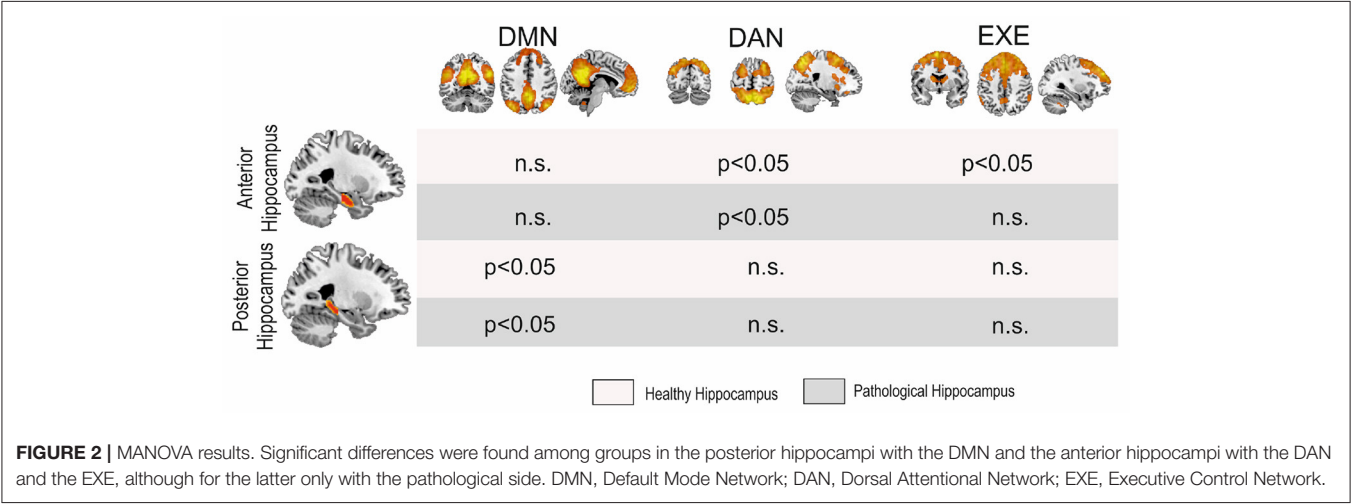 DMN DAN EXE
Anterior
Hippocampus
n.s. p<0.05 p<0.05
n.s. p<0.05 n.s.
Posterior
Hippocampus
p<0.05 n.s. n.s.
p<0.05 n.s. n.s.
Healthy Hippocampus Pathological Hippocampus
FIGURE 2 | MANOVA results. Significant differences were found among groups in the posterior hippocampi with the DMN and the anterior hippocampi with the DAN
and the EXE, although for the latter only with the pathological side. DMN, Default Mode Network; DAN, Dorsal Attentional Network; EXE, Executive Control Network.